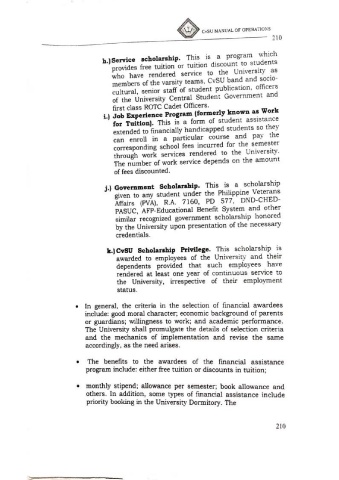 CvSU MANUAL OF OPERATIONS
210
h.) Service scholarship. This is a program which
provides free tuition or tuition discount to students
who have rendered service to the University as
members of the varsity teams, CvSU band and socio-
cultural, senior staff of student publication, officers
of the University Central Student Government and
first class ROTC Cadet Officers.
i.) Job Experience Program (formerly known as Work
for Tuition). This is a form of student assistance
extended to financially handicapped students so they
can enroll in a particular course and pay the
corresponding school fees incurred for the semester
through work services rendered to the University.
The number of work service depends on the amount
of fees discounted.
j.) Government Scholarship. This is a scholarship
given to any student under the Philippine Veterans
Affairs (PVA), R.A. 7160, PD 577, DND-CHED-
PASUC, AFP-Educational Benefit System and other
similar recognized government scholarship honored
by the University upon presentation of the necessary
credentials.
k.) CvSU Scholarship Privilege. This scholarship is
awarded to employees of the University and their
dependents provided that such employees have
rendered at least one year of continuous service to
the University, irrespective of their employment
status.
• In general, the criteria in the selection of financial awardees
include: good moral character; economic background of parents
or guardians; willingness to work; and academic performance.
The University shall promulgate the details of selection criteria
and the mechanics of implementation and revise the same
accordingly, as the need arises.
• The benefits to the awardees of the financial assistance
program include: either free tuition or discounts in tuition;
• monthly stipend; allowance per semester; book allowance and
others. In addition, some types of financial assistance include
priority booking in the University Dormitory. The
210